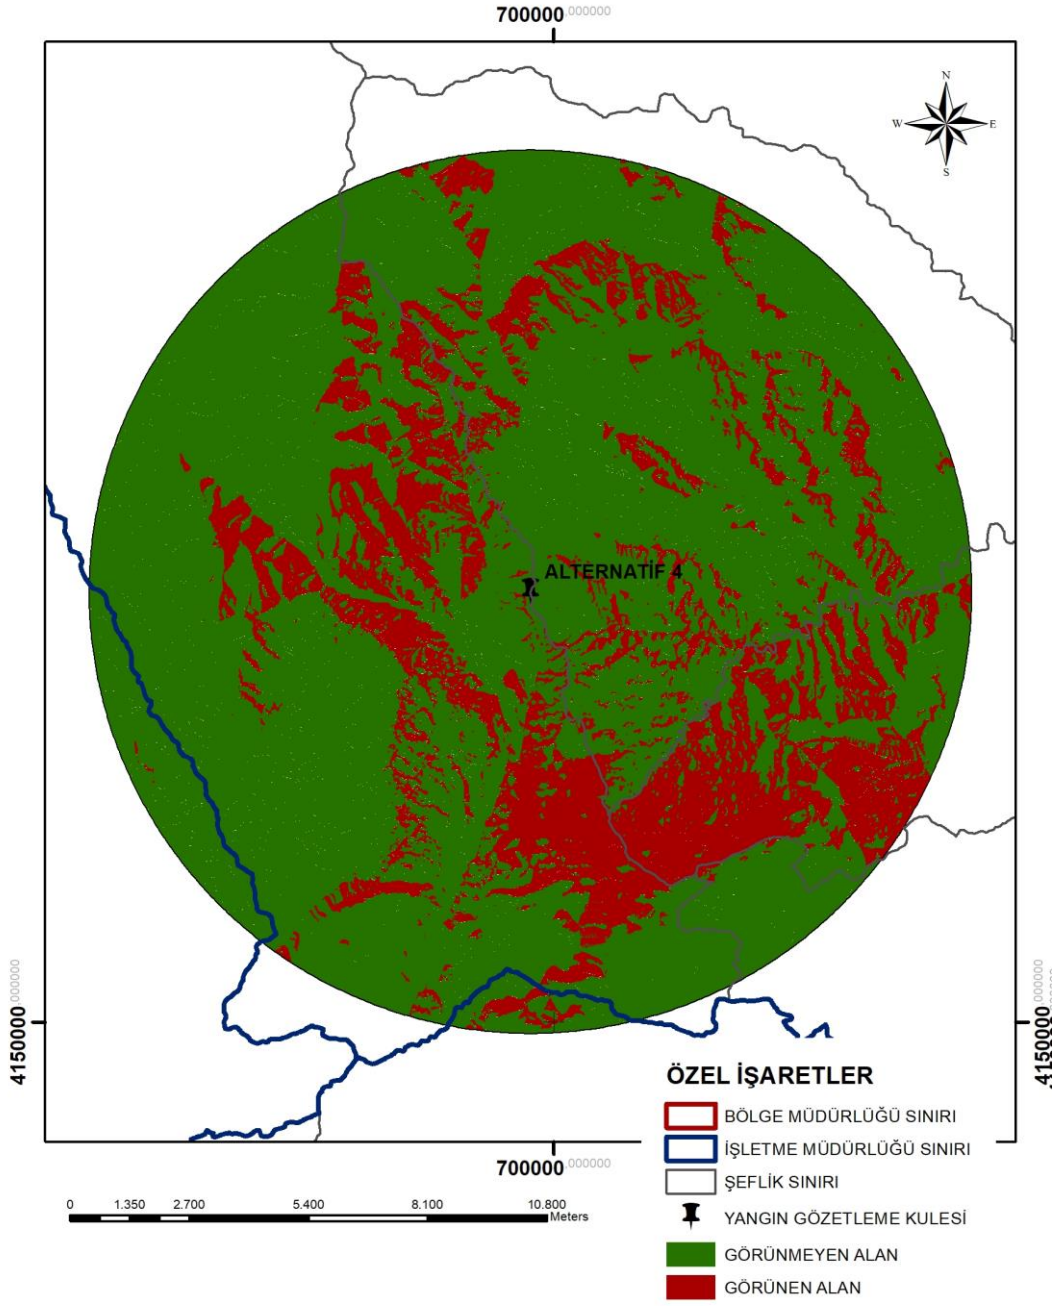 700000,000000
N
W E
S
ALTERNATİF 4
4150000,000000
4150000,000000
ÖZEL İŞARETLER
BÖLGE MÜDÜRLÜĞÜ SINIRI
İŞLETME MÜDÜRLÜĞÜ SINIRI
ŞEFLİK SINIRI
YANGIN GÖZETLEME KULESİ
GÖRÜNMEYEN ALAN
GÖRÜNEN ALAN
700000,000000
0 1.350 2.700 5.400 8.100 10.800
Meters